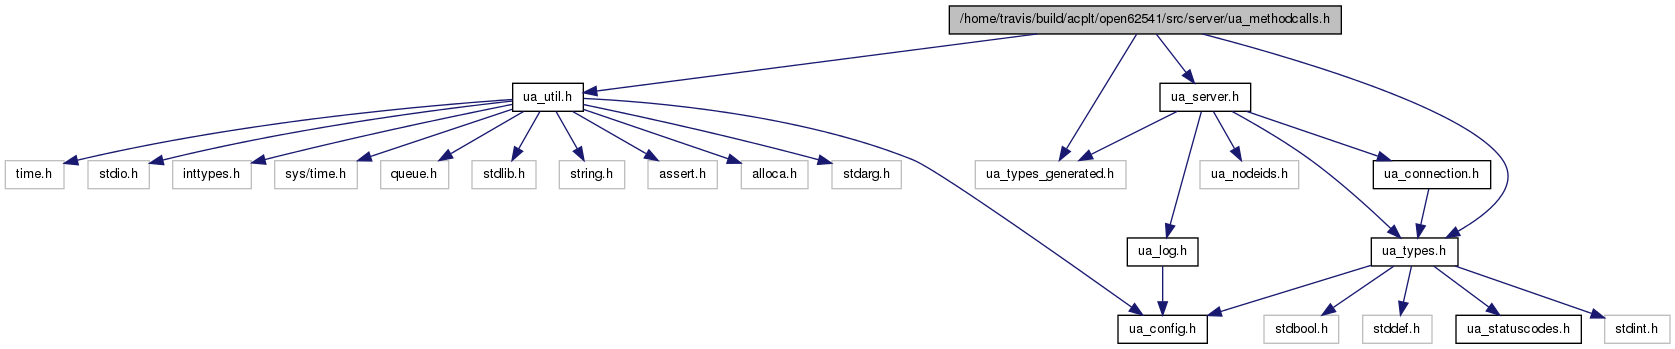 /home/travis/build/acplt/open62541/src/server/ua_methodcalls.h
ua_util.h
ua_server.h
time.h
stdio.h
inttypes.h
sys/time.h
queue.h
stdlib.h
string.h
assert.h
alloca.h
stdarg.h
ua_types_generated.h
ua_nodeids.h
ua_connection.h
ua_log.h
ua_types.h
ua_config.h
stdbool.h
stddef.h
ua_statuscodes.h
stdint.h